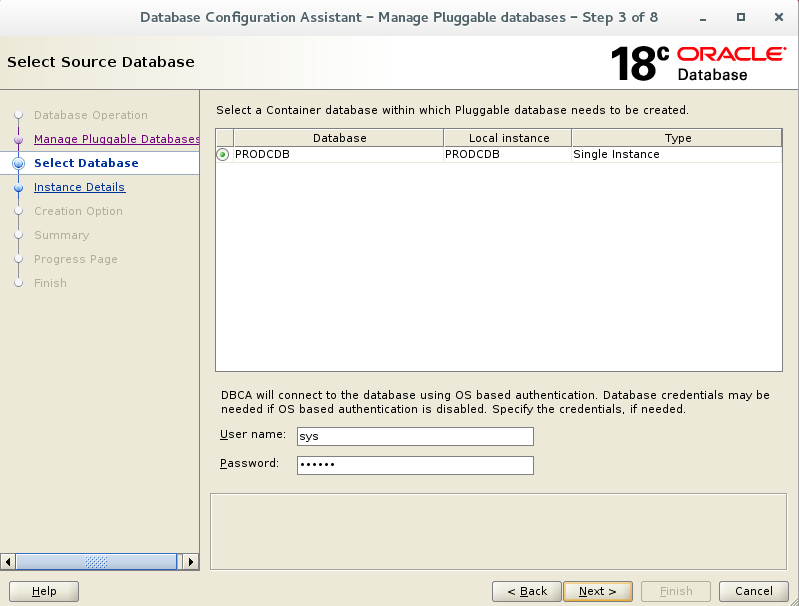 Database Configuration Assistant – Manage Pluggable databases – Step 3 of 8
Select Source Database
18c ORACLE
Database
Database Operation
Manage Pluggable Databases
Select Database
Instance Details
Creation Option
Summary
Progress Page
Finish
Select a Container database within which Pluggable database needs to be created.
Database Local instance Type
PRODCDB PRODCDB Single Instance
DBCA will connect to the database using OS based authentication. Database credentials may be
needed if OS based authentication is disabled. Specify the credentials, if needed.
User name: sys
Password: ••••••
Help < Back Next > Finish Cancel